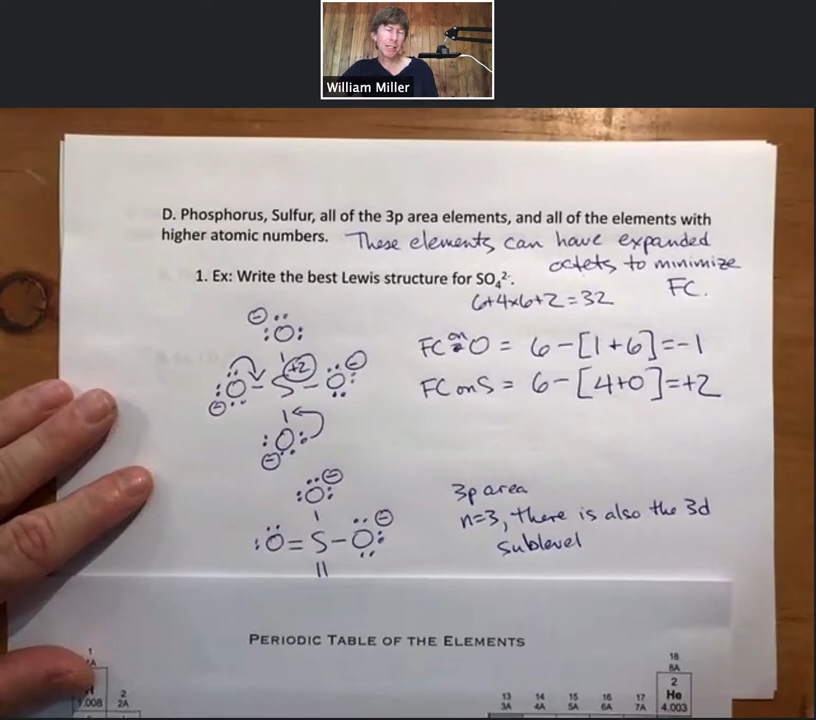 William Miller
D. Phosphorus, Sulfur, all of the 3p area elements, and all of the elements with
higher atomic numbers. These elements can have expanded
octets to minimize
FC.
1. Ex: Write the best Lewis structure for SO₄²⁻.
6+4x6+2=32
⊖
:O:
FC on O = 6-[1+6]=-1
:O-S-O: +2 ⊖
⊖
FC on S = 6-[4+0]=+2
:O:
⊖
⊖
:O:
3p area
n=3, there is also the 3d
sublevel
⊖
:O=S-O:
||
PERIODIC TABLE OF THE ELEMENTS
1
2
2A
1.008
13 14 15 16 17 18
3A 4A 5A 6A 7A 8A
2
He
4.003